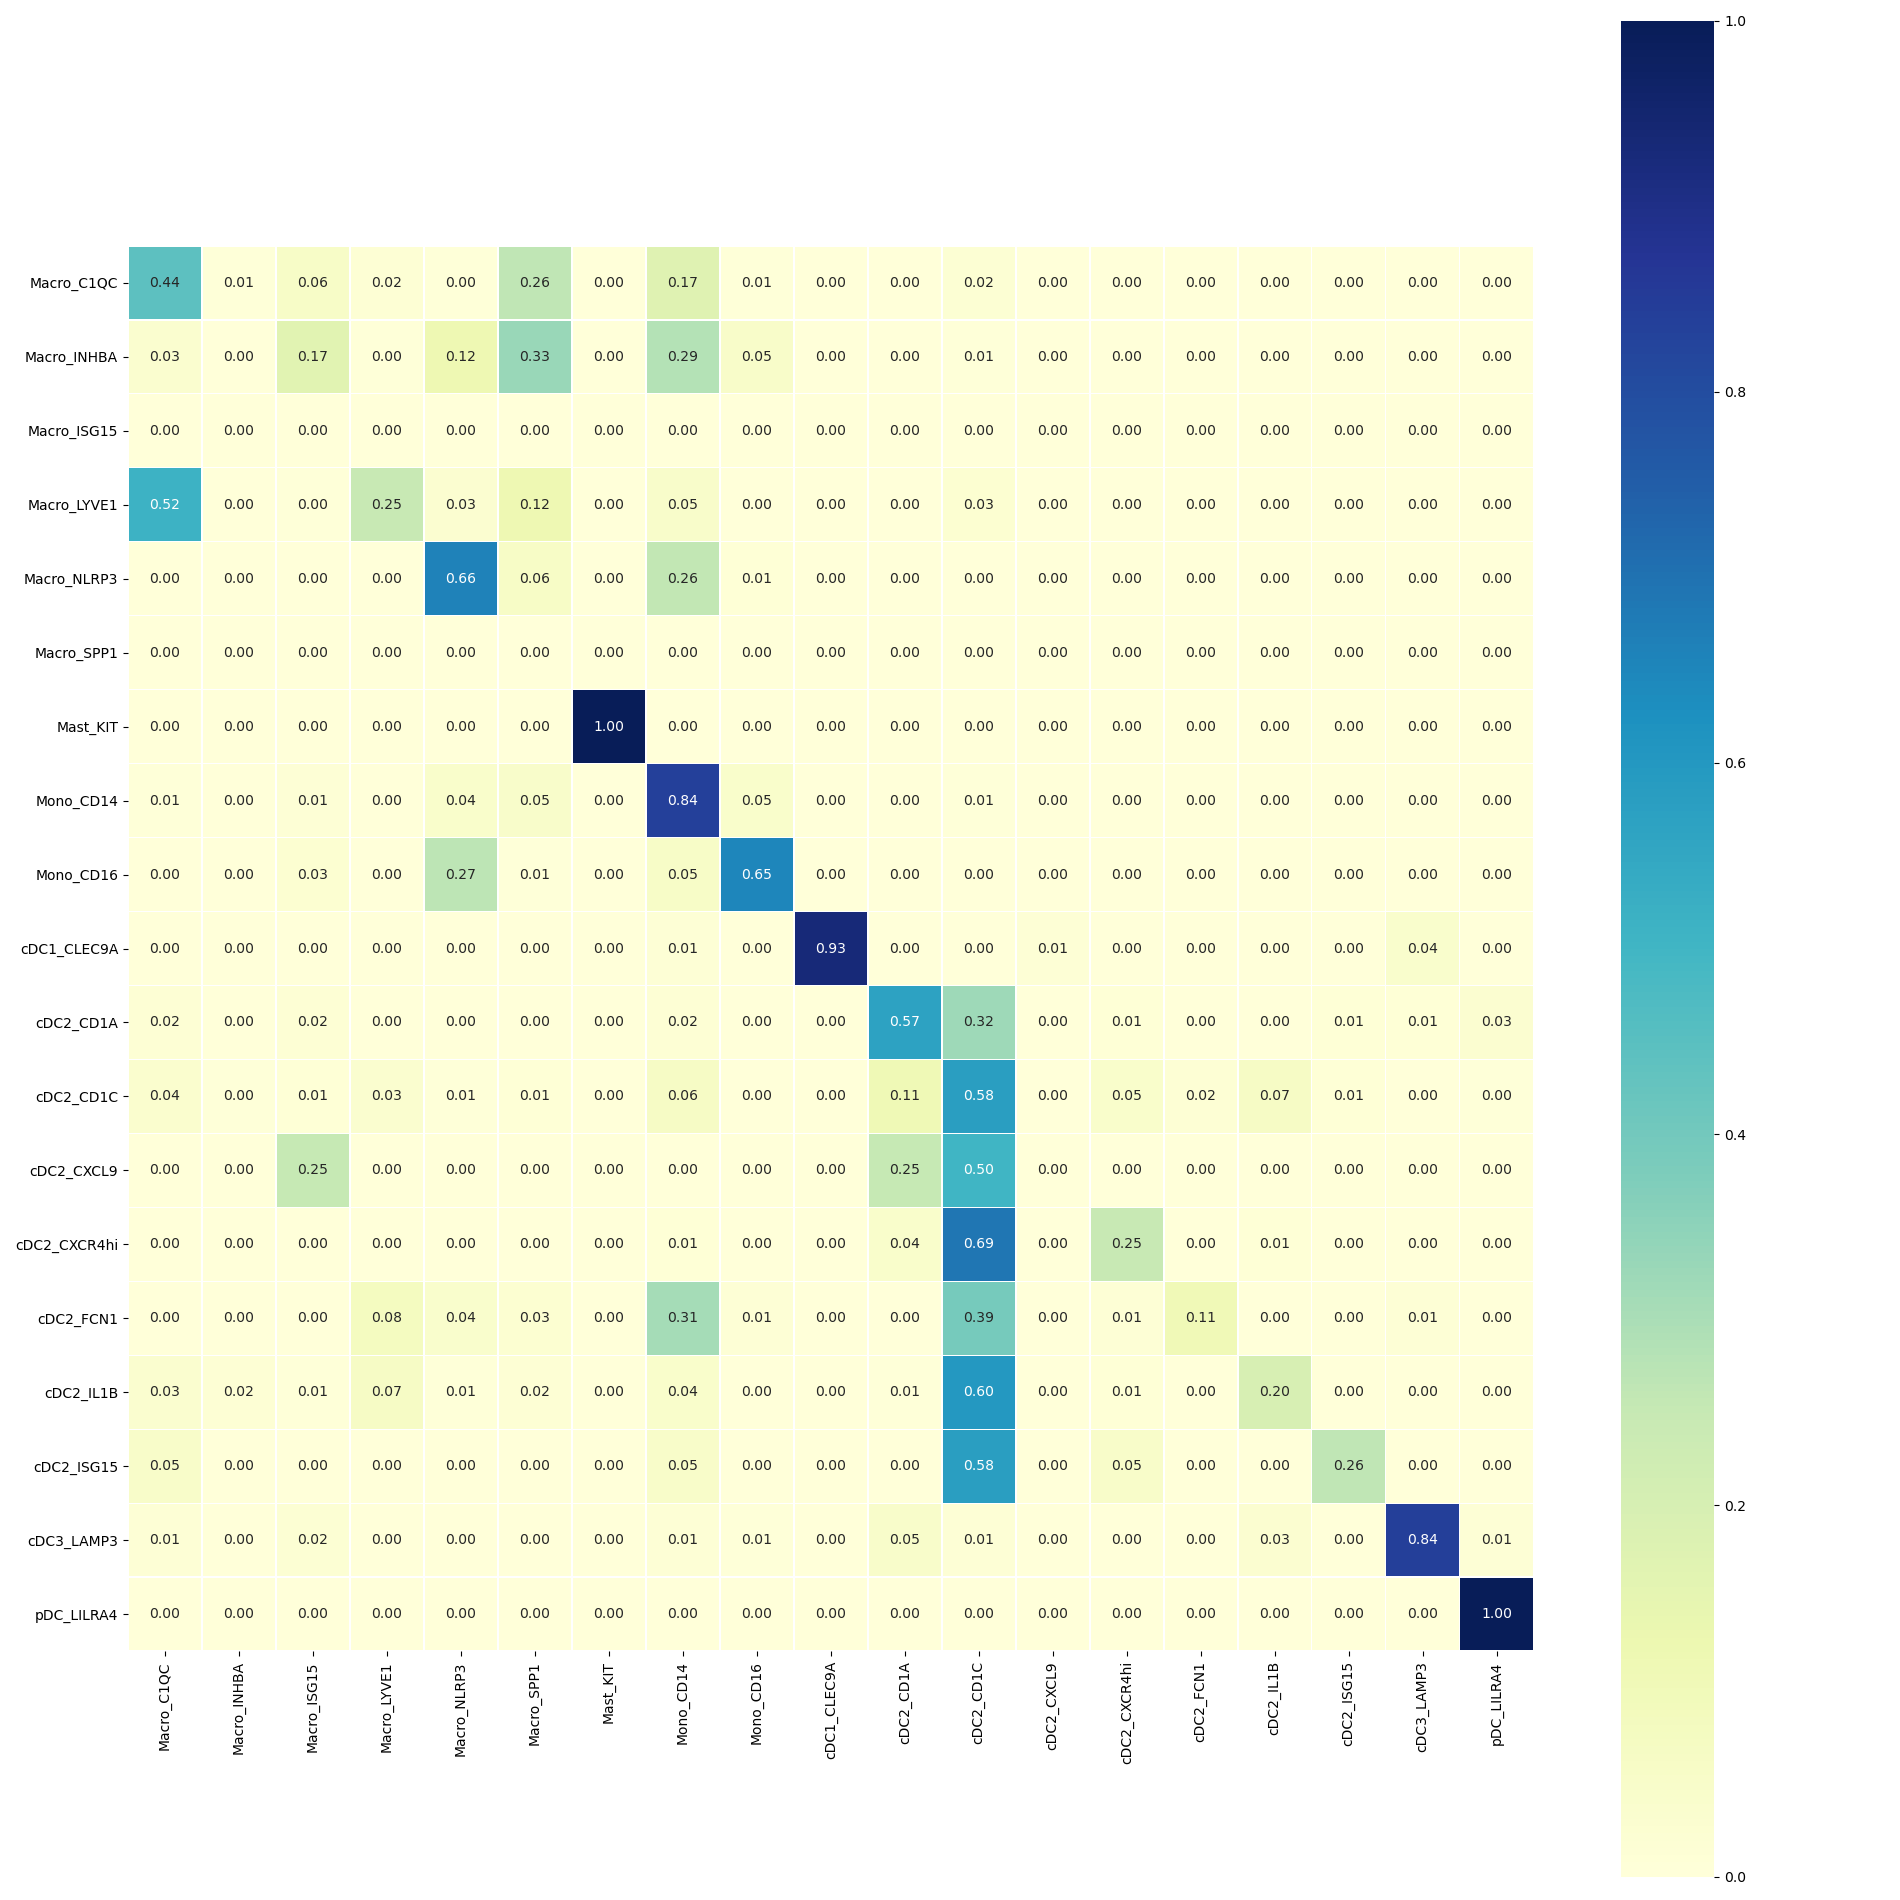 1.0
Macro_C1QC 0.44 0.01 0.06 0.02 0.00 0.26 0.00 0.17 0.01 0.00 0.00 0.02 0.00 0.00 0.00 0.00 0.00 0.00 0.00
Macro_INHBA 0.03 0.00 0.17 0.00 0.12 0.33 0.00 0.29 0.05 0.00 0.00 0.01 0.00 0.00 0.00 0.00 0.00 0.00 0.00
0.8
Macro_ISG15 0.00 0.00 0.00 0.00 0.00 0.00 0.00 0.00 0.00 0.00 0.00 0.00 0.00 0.00 0.00 0.00 0.00 0.00 0.00
Macro_LYVE1 0.52 0.00 0.00 0.25 0.03 0.12 0.00 0.05 0.00 0.00 0.00 0.03 0.00 0.00 0.00 0.00 0.00 0.00 0.00
Macro_NLRP3 0.00 0.00 0.00 0.00 0.66 0.06 0.00 0.26 0.01 0.00 0.00 0.00 0.00 0.00 0.00 0.00 0.00 0.00 0.00
Macro_SPP1 0.00 0.00 0.00 0.00 0.00 0.00 0.00 0.00 0.00 0.00 0.00 0.00 0.00 0.00 0.00 0.00 0.00 0.00 0.00
Mast_KIT 0.00 0.00 0.00 0.00 0.00 0.00 1.00 0.00 0.00 0.00 0.00 0.00 0.00 0.00 0.00 0.00 0.00 0.00 0.00
0.6
Mono_CD14 0.01 0.00 0.01 0.00 0.04 0.05 0.00 0.84 0.05 0.00 0.00 0.01 0.00 0.00 0.00 0.00 0.00 0.00 0.00
Mono_CD16 0.00 0.00 0.03 0.00 0.27 0.01 0.00 0.05 0.65 0.00 0.00 0.00 0.00 0.00 0.00 0.00 0.00 0.00 0.00
cDC1_CLEC9A 0.00 0.00 0.00 0.00 0.00 0.00 0.00 0.01 0.00 0.93 0.00 0.00 0.01 0.00 0.00 0.00 0.00 0.04 0.00
cDC2_CD1A 0.02 0.00 0.02 0.00 0.00 0.00 0.00 0.02 0.00 0.00 0.57 0.32 0.00 0.01 0.00 0.00 0.01 0.01 0.03
cDC2_CD1C 0.04 0.00 0.01 0.03 0.01 0.01 0.00 0.06 0.00 0.00 0.11 0.58 0.00 0.05 0.02 0.07 0.01 0.00 0.00
0.4
cDC2_CXCL9 0.00 0.00 0.25 0.00 0.00 0.00 0.00 0.00 0.00 0.00 0.25 0.50 0.00 0.00 0.00 0.00 0.00 0.00 0.00
cDC2_CXCR4hi 0.00 0.00 0.00 0.00 0.00 0.00 0.00 0.01 0.00 0.00 0.04 0.69 0.00 0.25 0.00 0.01 0.00 0.00 0.00
cDC2_FCN1 0.00 0.00 0.00 0.08 0.04 0.03 0.00 0.31 0.01 0.00 0.00 0.39 0.00 0.01 0.11 0.00 0.00 0.01 0.00
cDC2_IL1B 0.03 0.02 0.01 0.07 0.01 0.02 0.00 0.04 0.00 0.00 0.01 0.60 0.00 0.01 0.00 0.20 0.00 0.00 0.00
cDC2_ISG15 0.05 0.00 0.00 0.00 0.00 0.00 0.00 0.05 0.00 0.00 0.00 0.58 0.00 0.05 0.00 0.00 0.26 0.00 0.00
0.2
cDC3_LAMP3 0.01 0.00 0.02 0.00 0.00 0.00 0.00 0.01 0.01 0.00 0.05 0.01 0.00 0.00 0.00 0.03 0.00 0.84 0.01
pDC_LILRA4 0.00 0.00 0.00 0.00 0.00 0.00 0.00 0.00 0.00 0.00 0.00 0.00 0.00 0.00 0.00 0.00 0.00 0.00 1.00
Macro_C1QC
Macro_INHBA
Macro_ISG15
Macro_LYVE1
Macro_NLRP3
Macro_SPP1
Mast_KIT
Mono_CD14
Mono_CD16
cDC1_CLEC9A
cDC2_CD1A
cDC2_CD1C
cDC2_CXCL9
cDC2_CXCR4hi
cDC2_FCN1
cDC2_IL1B
cDC2_ISG15
cDC3_LAMP3
pDC_LILRA4
0.0